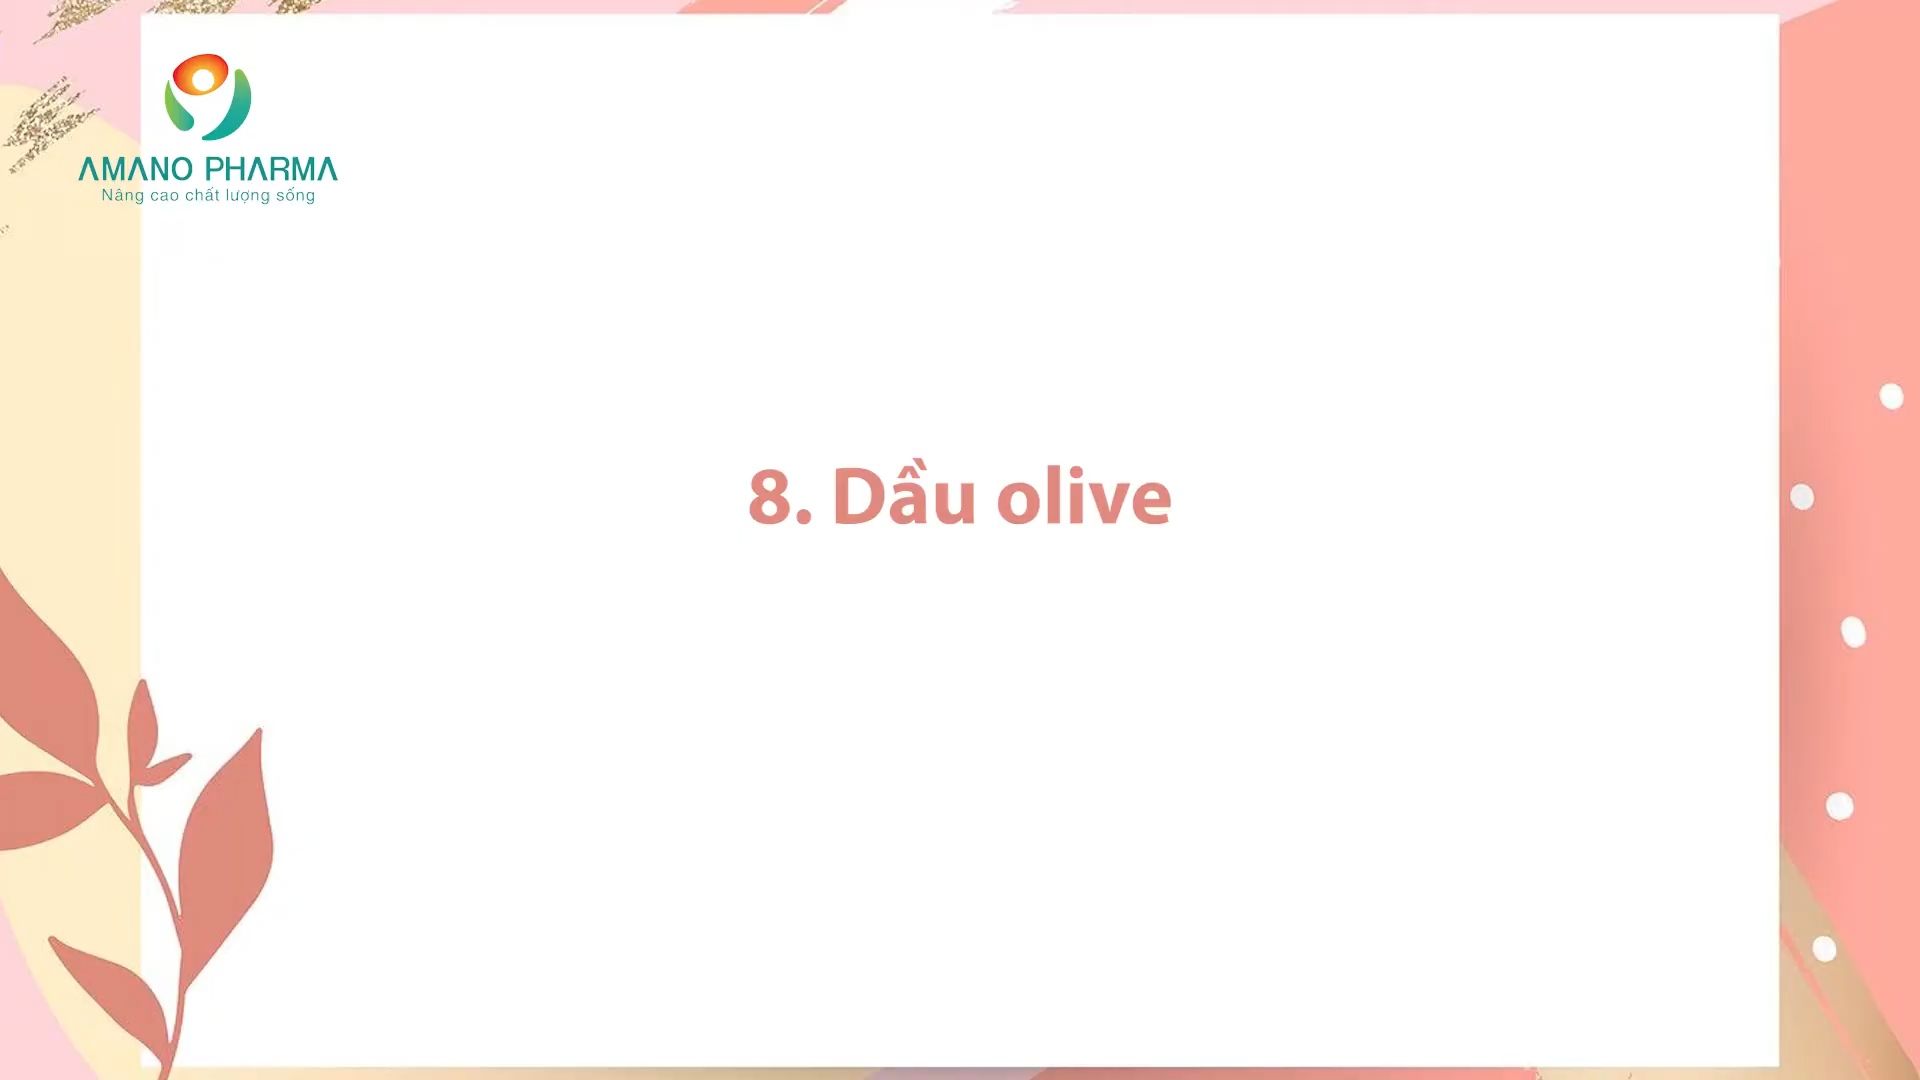 AMANO PHARMA
Nâng cao chất lượng sống
8. Dầu olive